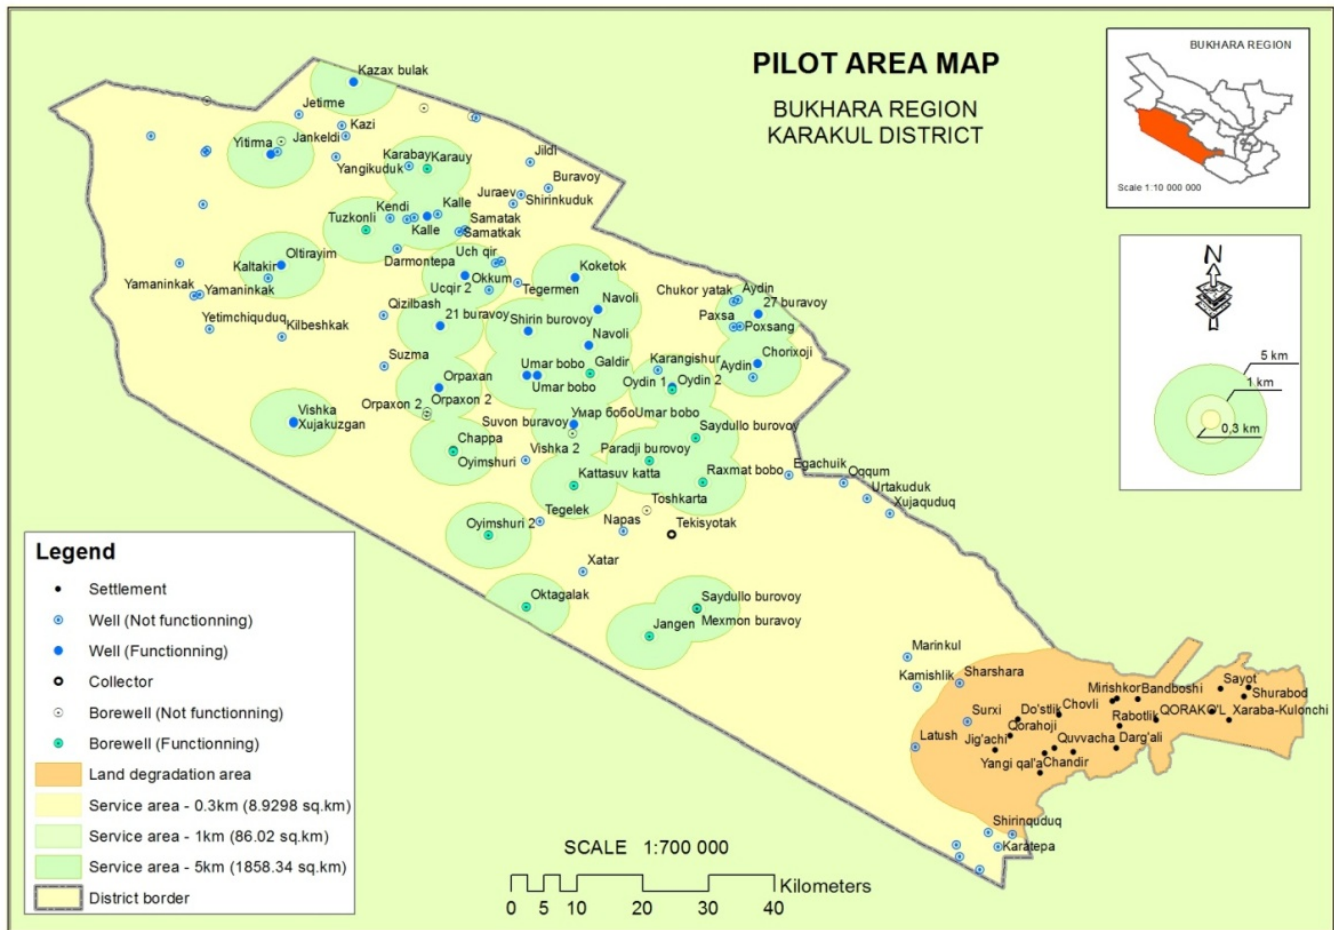 PILOT AREA MAP
BUKHARA REGION
KARAKUL DISTRICT
BUKHARA REGION
Scale 1:10 000 000
N
5 km
1 km
0,3 km
Kazax bulak
Jetirme
Kazi
Yitirma
Jankeldi
Yangikuduk
Karabay
Karauy
Jildi
Buravoy
Juraev
Shirinkuduk
Tuzkonli
Kendi
Kalle
Kalle
Samatak
Samatkak
Darmontepa
Uch qir
Oltirayim
Kaltakir
Ucqir 2
Okkum
Tegermen
Koketok
Yamaninkak
Yamaninkak
Chukor yatak
Aydin
27 buravoy
Navoli
Paxsa
Poxsang
Qizilbash
21 buravoy
Shirin burovoy
Yetimchiquduq
Kilbeshkak
Navoli
Suzma
Umar bobo
Galdir
Karangishur
Aydin
Chorixoji
Orpaxan
Umar bobo
Oydin 1
Oydin 2
Orpaxon 2
Orpaxon 2
Vishka
Xujakuzgan
Suvon buravoy
Умар бобо
Umar bobo
Saydullo burovoy
Chappa
Oyimshuri
Vishka 2
Paradji burovoy
Kattasuv katta
Raxmat bobo
Egachuik
Oqqum
Urtakuduk
Xujaquduq
Toshkarta
Oyimshuri 2
Tegelek
Napas
Tekisyotak
Xatar
Oktagalak
Saydullo burovoy
Mexmon buravoy
Jangen
Marinkul
Kamishlik
Sharshara
Surxi
Latush
Do'stlik
Chovli
Mirishkor
Bandboshi
Sayot
Shurabod
Qorahoji
Rabotlik
QORAKO'L
Xaraba-Kulonchi
Jig'achi
Quvvacha
Darg'ali
Yangi qal'a
Chandir
Shirinquduq
Karatepa
Legend
Settlement
Well (Not functionning)
Well (Functionning)
Collector
Borewell (Not functionning)
Borewell (Functionning)
Land degradation area
Service area - 0.3km (8.9298 sq.km)
Service area - 1km (86.02 sq.km)
Service area - 5km (1858.34 sq.km)
District border
SCALE 1:700 000
Kilometers
0 5 10 20 30 40